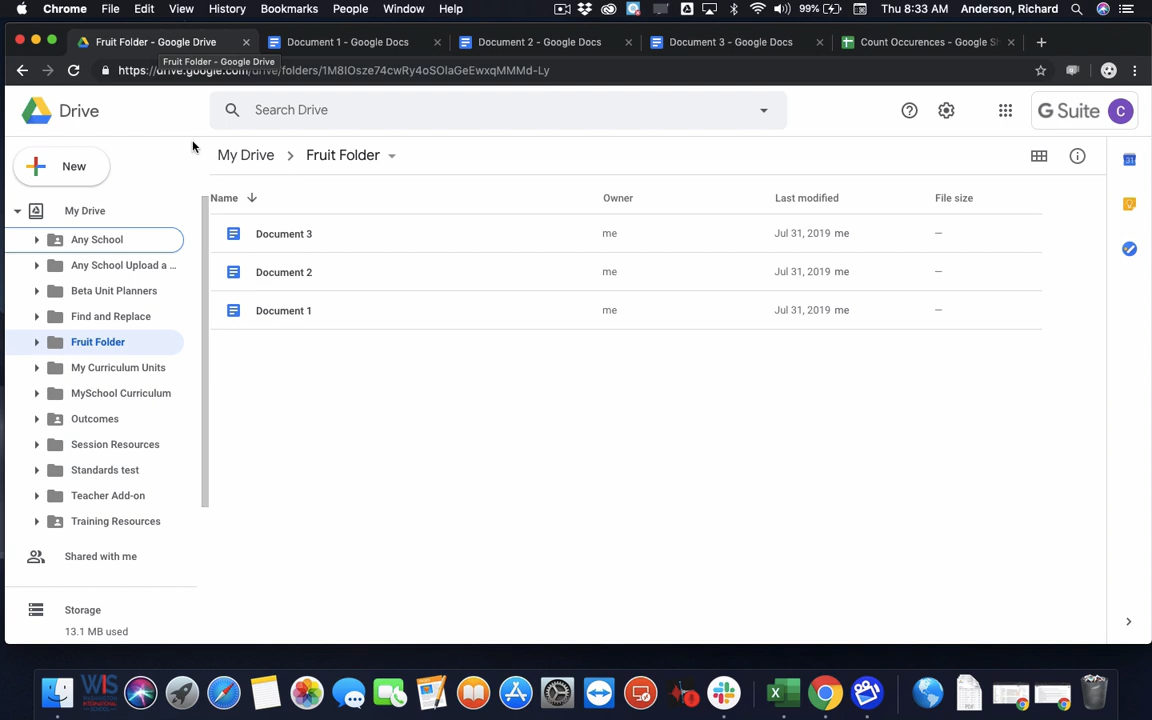 Chrome File Edit View History Bookmarks People Window Help 99% Thu 8:33 AM Anderson, Richard
Fruit Folder - Google Drive Document 1 - Google Docs Document 2 - Google Docs Document 3 - Google Docs Count Occurences - Google Sh
Fruit Folder - Google Drive
https://drive.google.com/drive/folders/1M8IOsze74cwRy4oSOlaGeEwxqMMMd-Ly
Drive Search Drive G Suite C
New My Drive Fruit Folder
Name Owner Last modified File size
My Drive
Any School
Any School Upload a ...
Beta Unit Planners
Find and Replace
Fruit Folder
My Curriculum Units
MySchool Curriculum
Outcomes
Session Resources
Standards test
Teacher Add-on
Training Resources
Shared with me
Storage
13.1 MB used
Document 3 me Jul 31, 2019 me —
Document 2 me Jul 31, 2019 me —
Document 1 me Jul 31, 2019 me —
31
WIS